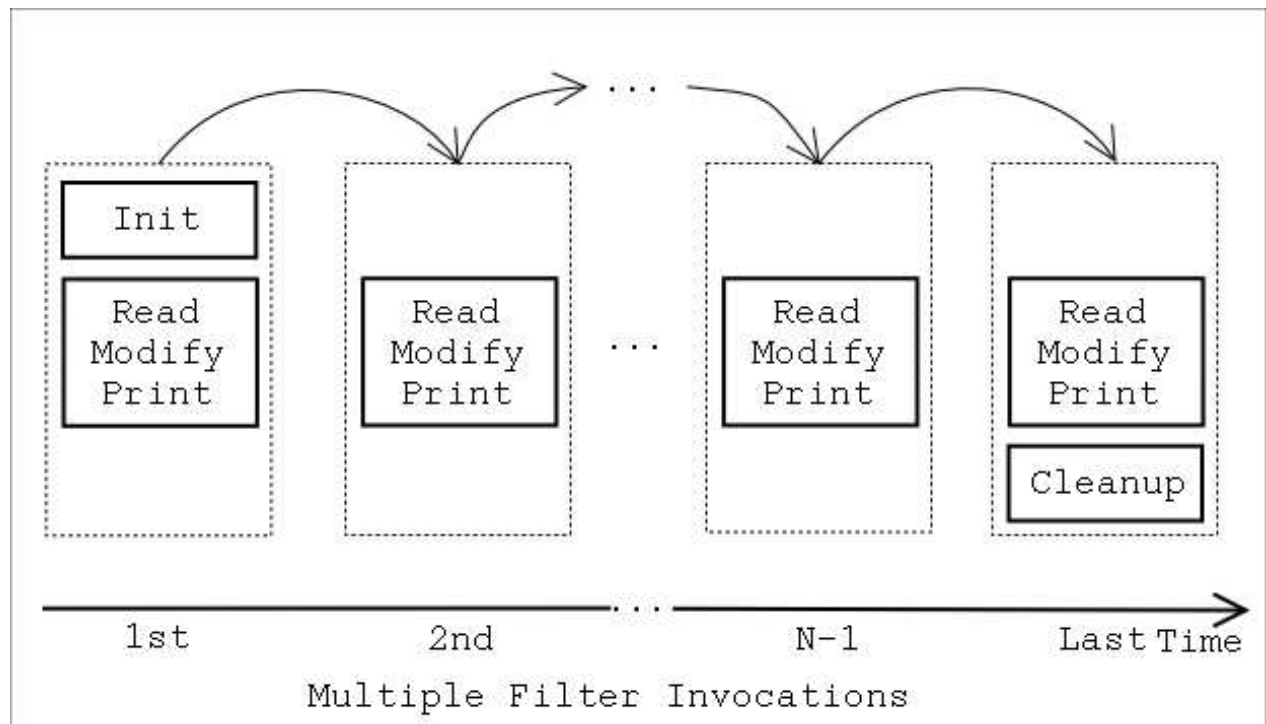 ...
Init
Read
Modify
Print
Read
Modify
Print
...
Read
Modify
Print
Read
Modify
Print
Cleanup
...
1st 2nd N-1 Last Time
Multiple Filter Invocations